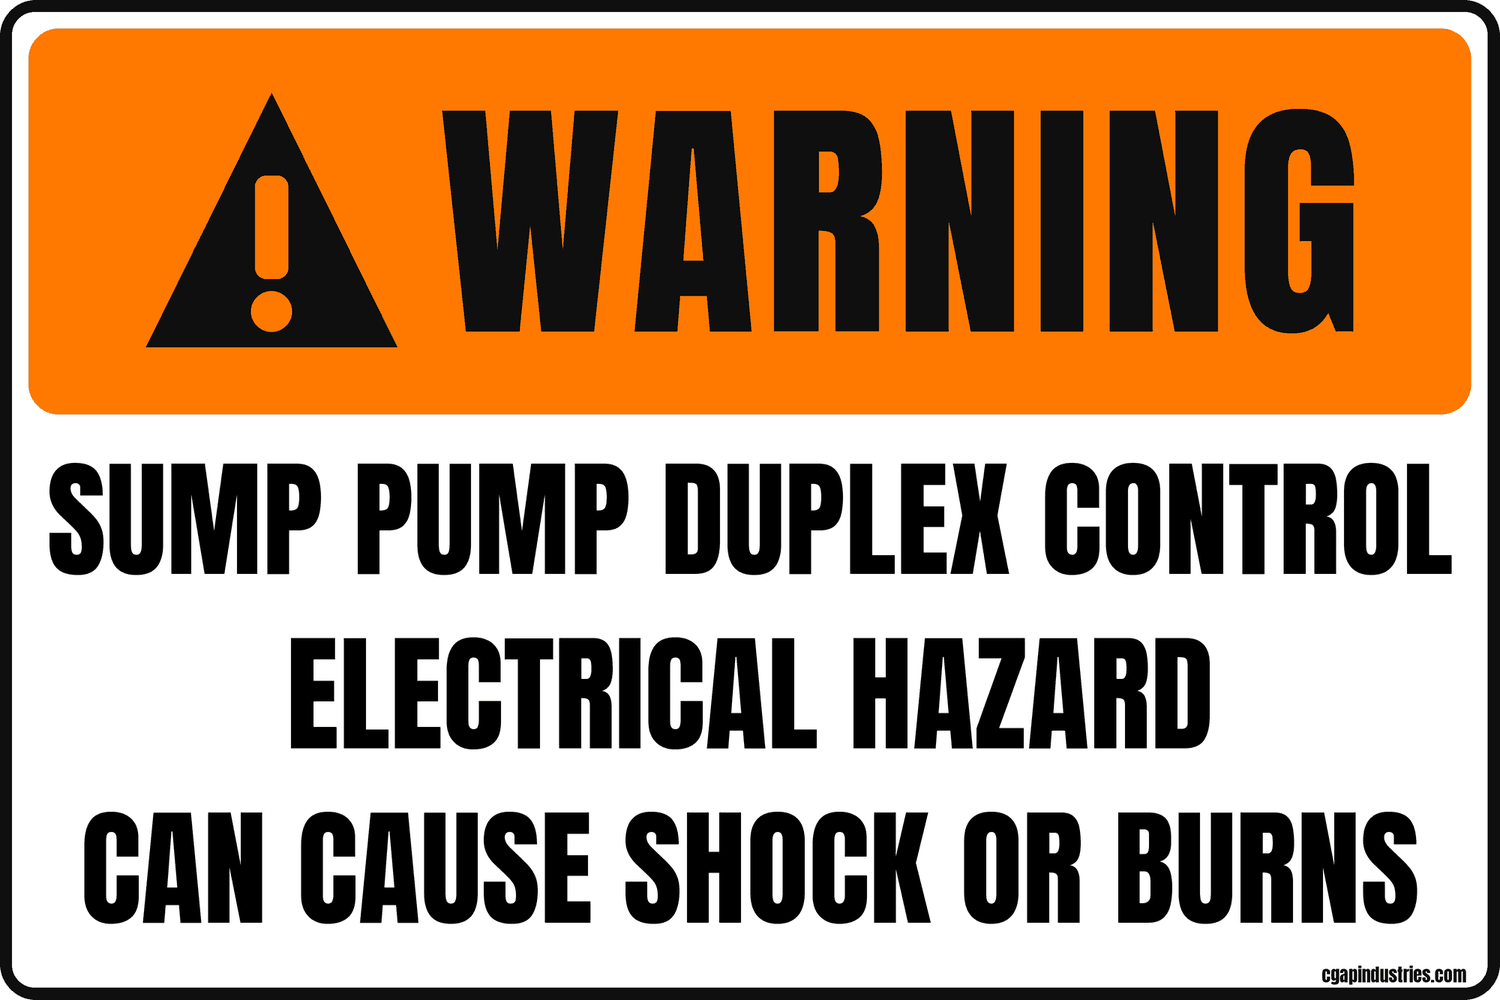 WARNING
SUMP PUMP DUPLEX CONTROL
ELECTRICAL HAZARD
CAN CAUSE SHOCK OR BURNS
cgapindustries.com